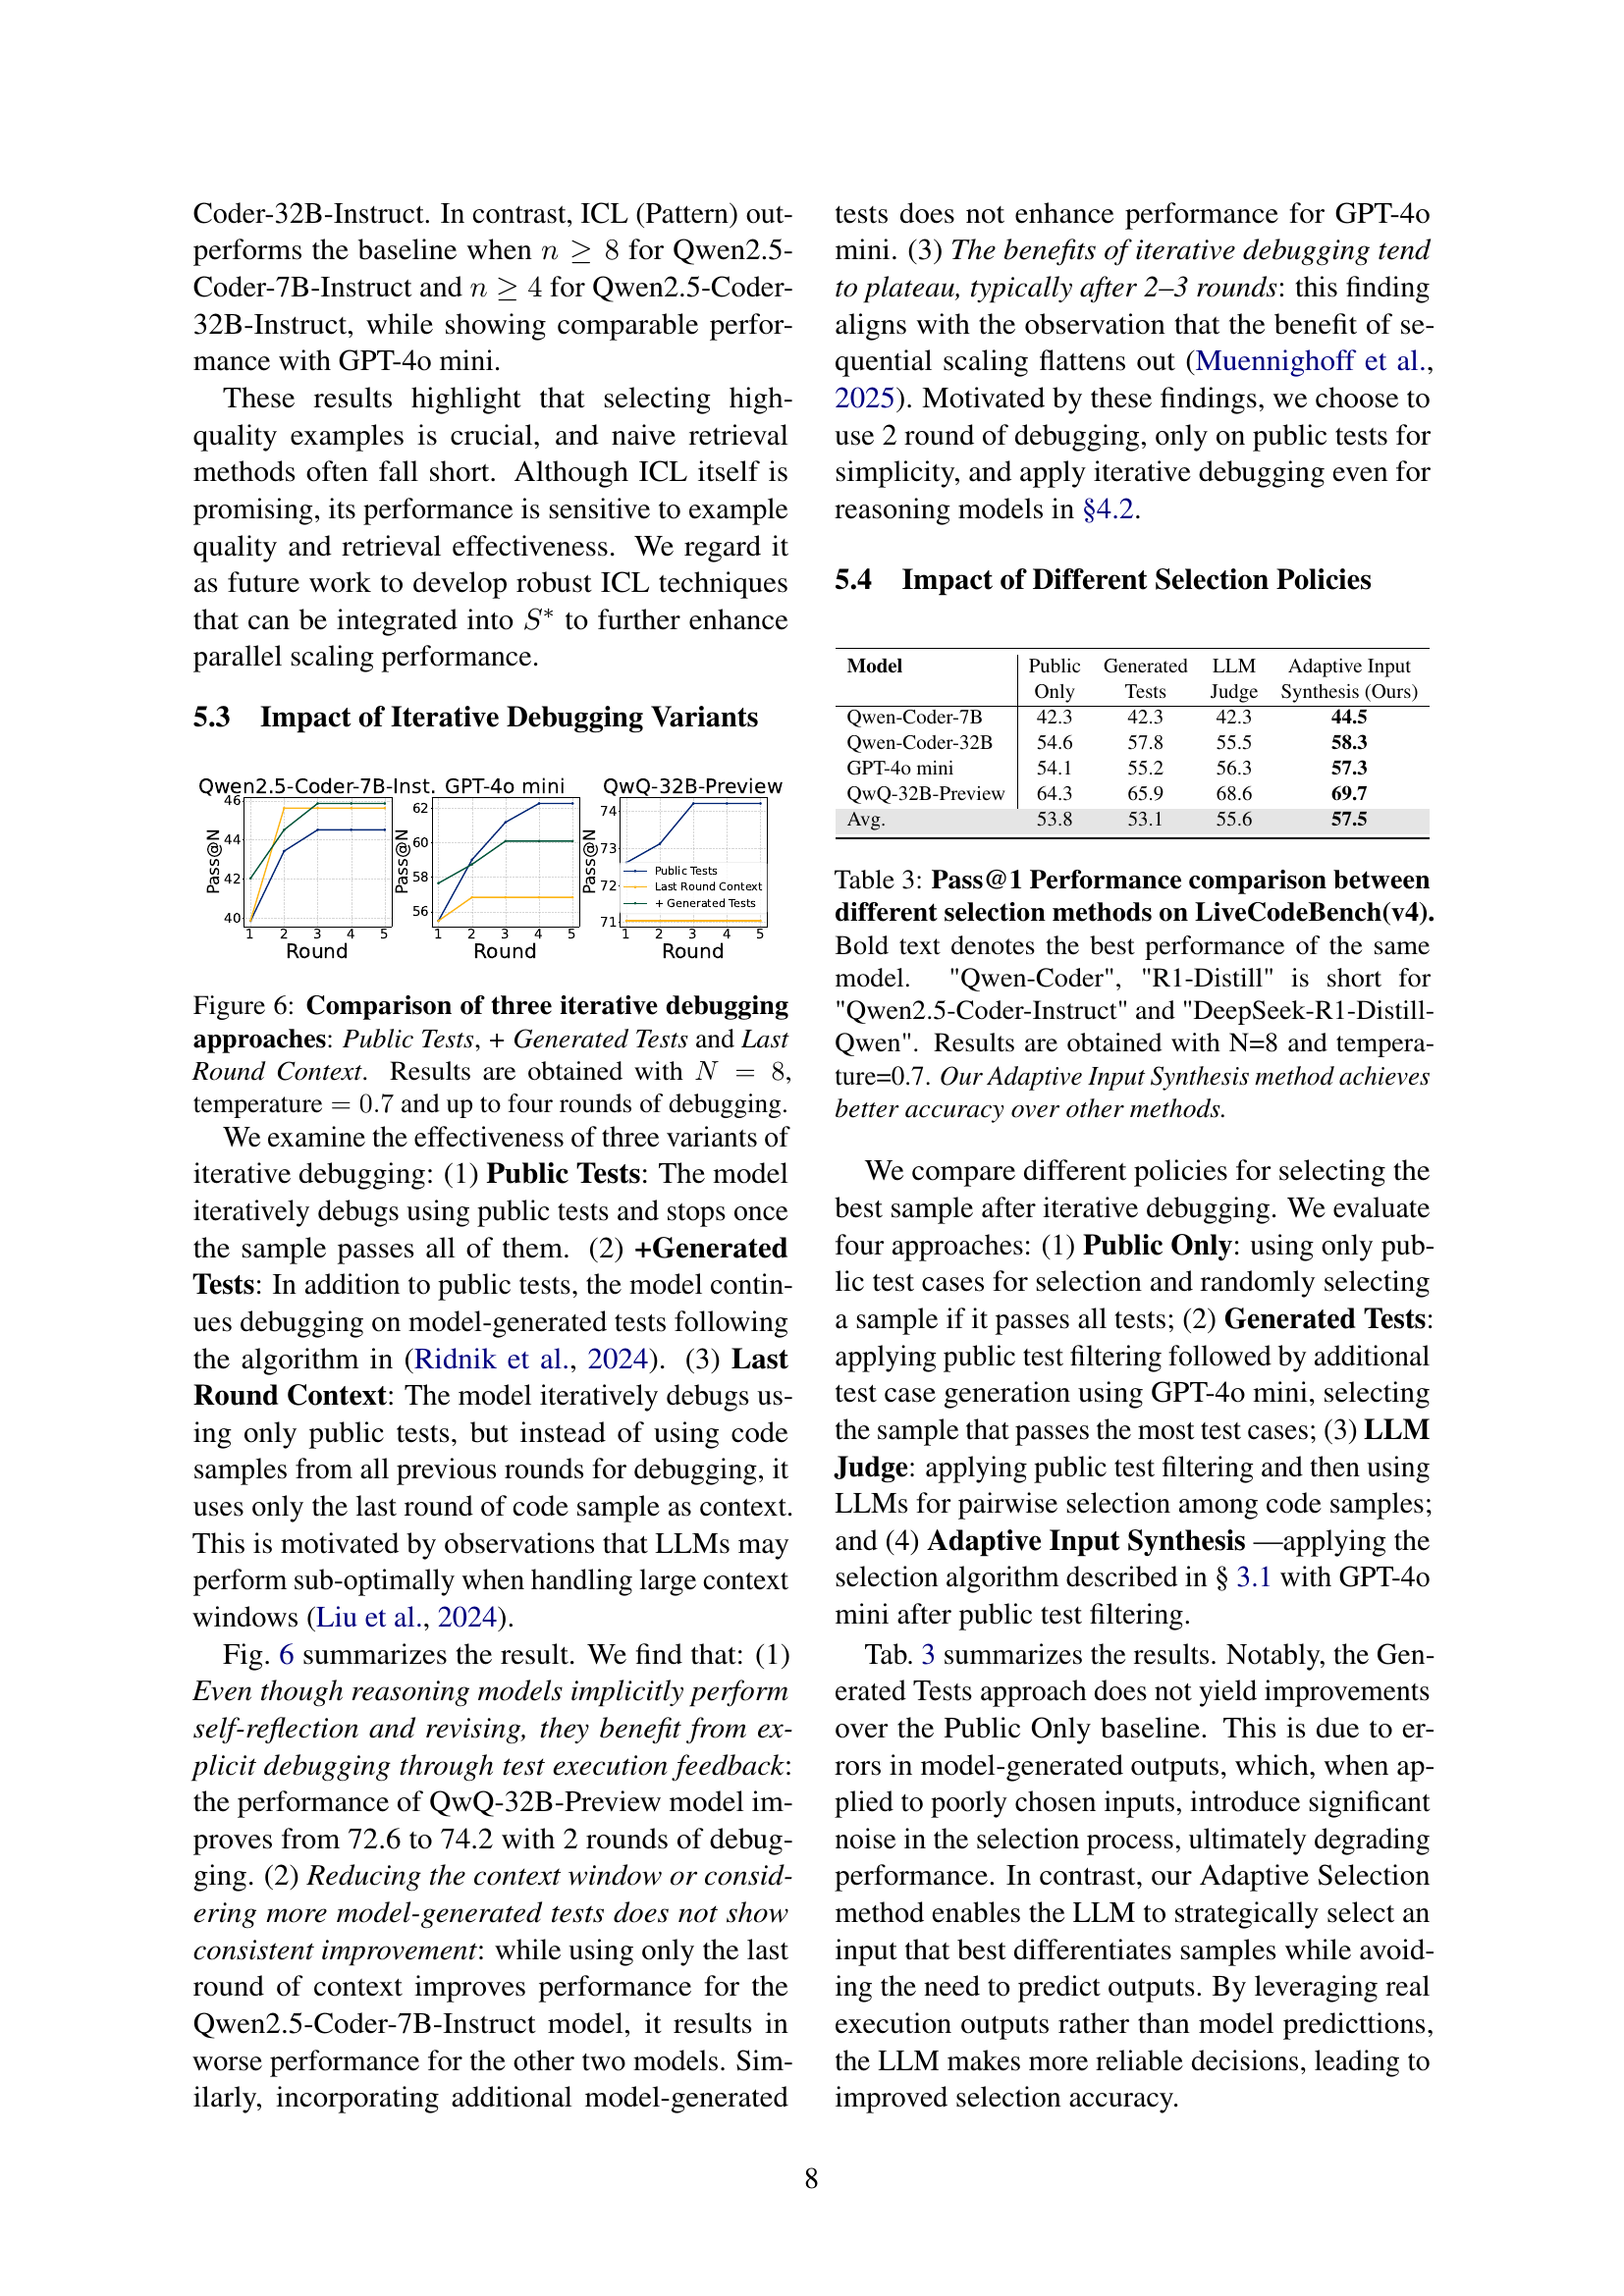 Coder-32B-Instruct. In contrast, ICL (Pattern) out-
performs the baseline when n ≥ 8 for Qwen2.5-
Coder-7B-Instruct and n ≥ 4 for Qwen2.5-Coder-
32B-Instruct, while showing comparable perfor-
mance with GPT-4o mini.
These results highlight that selecting high-
quality examples is crucial, and naive retrieval
methods often fall short. Although ICL itself is
promising, its performance is sensitive to example
quality and retrieval effectiveness. We regard it
as future work to develop robust ICL techniques
that can be integrated into S* to further enhance
parallel scaling performance.
5.3 Impact of Iterative Debugging Variants
Qwen2.5-Coder-7B-Inst. GPT-4o mini QwQ-32B-Preview
Pass@N
46
44
42
40
1 2 3 4 5
Round
Pass@N
62
60
58
56
1 2 3 4 5
Round
Pass@N
74
73
72
71
Public Tests
Last Round Context
+ Generated Tests
1 2 3 4 5
Round
Figure 6: Comparison of three iterative debugging
approaches: Public Tests, + Generated Tests and Last
Round Context. Results are obtained with N = 8,
temperature = 0.7 and up to four rounds of debugging.
We examine the effectiveness of three variants of
iterative debugging: (1) Public Tests: The model
iteratively debugs using public tests and stops once
the sample passes all of them. (2) +Generated
Tests: In addition to public tests, the model contin-
ues debugging on model-generated tests following
the algorithm in (Ridnik et al., 2024). (3) Last
Round Context: The model iteratively debugs us-
ing only public tests, but instead of using code
samples from all previous rounds for debugging, it
uses only the last round of code sample as context.
This is motivated by observations that LLMs may
perform sub-optimally when handling large context
windows (Liu et al., 2024).
Fig. 6 summarizes the result. We find that: (1)
Even though reasoning models implicitly perform
self-reflection and revising, they benefit from ex-
plicit debugging through test execution feedback:
the performance of QwQ-32B-Preview model im-
proves from 72.6 to 74.2 with 2 rounds of debug-
ging. (2) Reducing the context window or consid-
ering more model-generated tests does not show
consistent improvement: while using only the last
round of context improves performance for the
Qwen2.5-Coder-7B-Instruct model, it results in
worse performance for the other two models. Sim-
ilarly, incorporating additional model-generated
tests does not enhance performance for GPT-4o
mini. (3) The benefits of iterative debugging tend
to plateau, typically after 2–3 rounds: this finding
aligns with the observation that the benefit of se-
quential scaling flattens out (Muennighoff et al.,
2025). Motivated by these findings, we choose to
use 2 round of debugging, only on public tests for
simplicity, and apply iterative debugging even for
reasoning models in §4.2.
5.4 Impact of Different Selection Policies
Model Public Generated LLM Adaptive Input
Only Tests Judge Synthesis (Ours)
Qwen-Coder-7B 42.3 42.3 42.3 44.5
Qwen-Coder-32B 54.6 57.8 55.5 58.3
GPT-4o mini 54.1 55.2 56.3 57.3
QwQ-32B-Preview 64.3 65.9 68.6 69.7
Avg. 53.8 53.1 55.6 57.5
Table 3: Pass@1 Performance comparison between
different selection methods on LiveCodeBench(v4).
Bold text denotes the best performance of the same
model. "Qwen-Coder", "R1-Distill" is short for
"Qwen2.5-Coder-Instruct" and "DeepSeek-R1-Distill-
Qwen". Results are obtained with N=8 and tempera-
ture=0.7. Our Adaptive Input Synthesis method achieves
better accuracy over other methods.
We compare different policies for selecting the
best sample after iterative debugging. We evaluate
four approaches: (1) Public Only: using only pub-
lic test cases for selection and randomly selecting
a sample if it passes all tests; (2) Generated Tests:
applying public test filtering followed by additional
test case generation using GPT-4o mini, selecting
the sample that passes the most test cases; (3) LLM
Judge: applying public test filtering and then using
LLMs for pairwise selection among code samples;
and (4) Adaptive Input Synthesis —applying the
selection algorithm described in § 3.1 with GPT-4o
mini after public test filtering.
Tab. 3 summarizes the results. Notably, the Gen-
erated Tests approach does not yield improvements
over the Public Only baseline. This is due to er-
rors in model-generated outputs, which, when ap-
plied to poorly chosen inputs, introduce significant
noise in the selection process, ultimately degrading
performance. In contrast, our Adaptive Selection
method enables the LLM to strategically select an
input that best differentiates samples while avoid-
ing the need to predict outputs. By leveraging real
execution outputs rather than model predicttions,
the LLM makes more reliable decisions, leading to
improved selection accuracy.
8